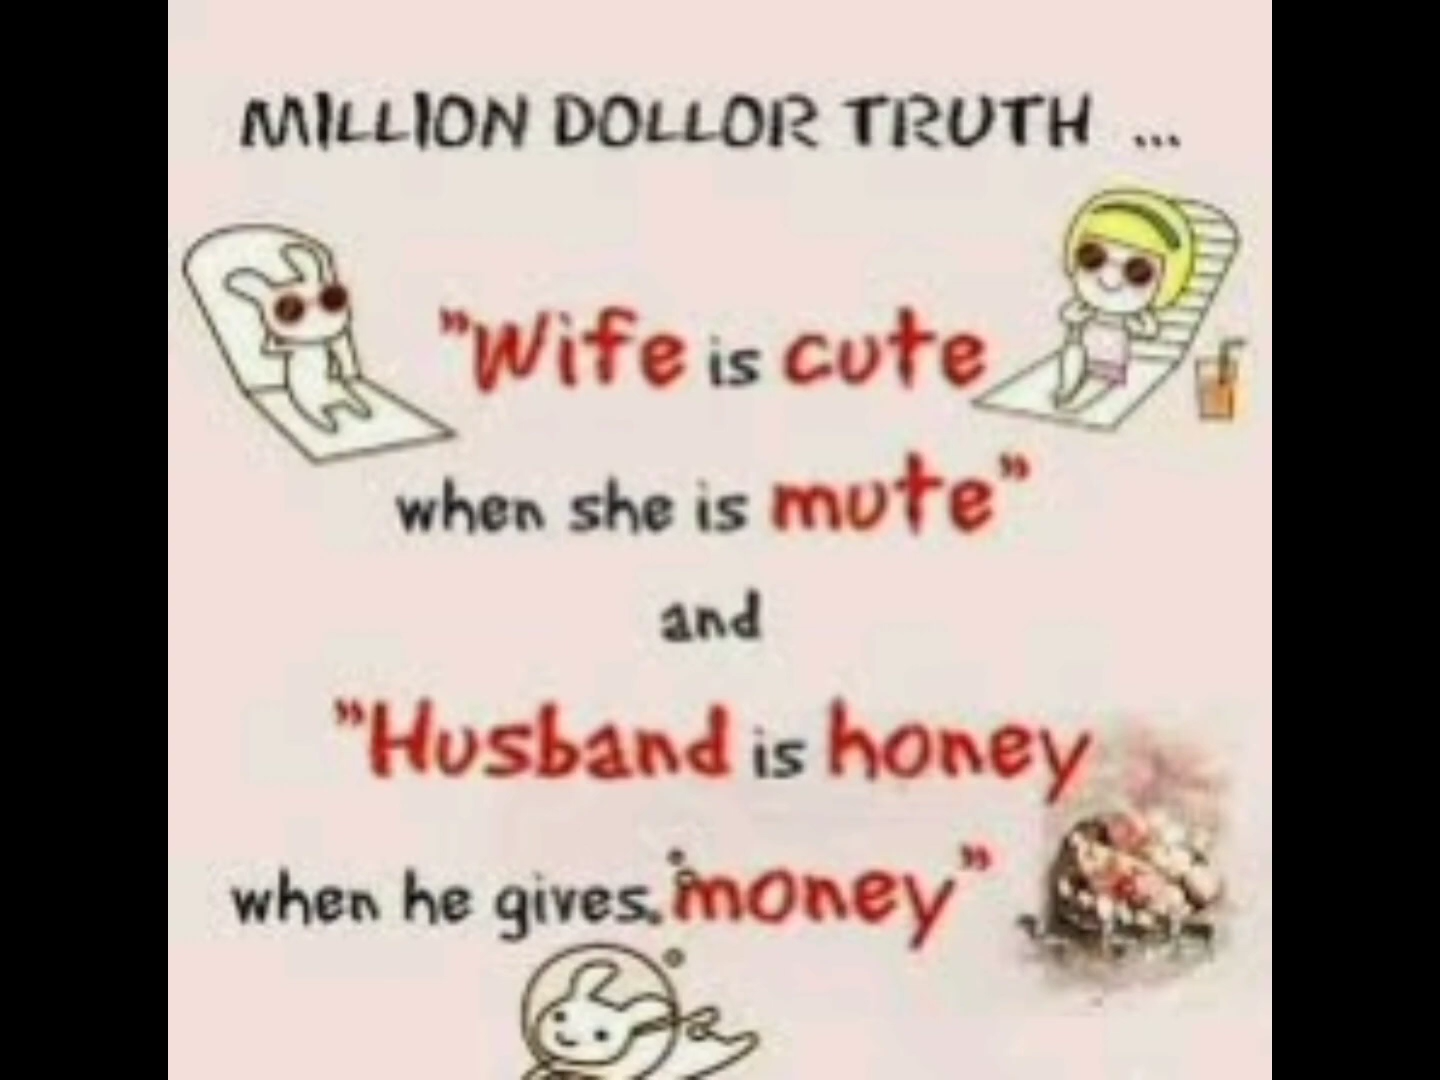 MILLION DOLLOR TRUTH ...
"Wife is cute
when she is mute"
and
"Husband is honey
when he gives. money"